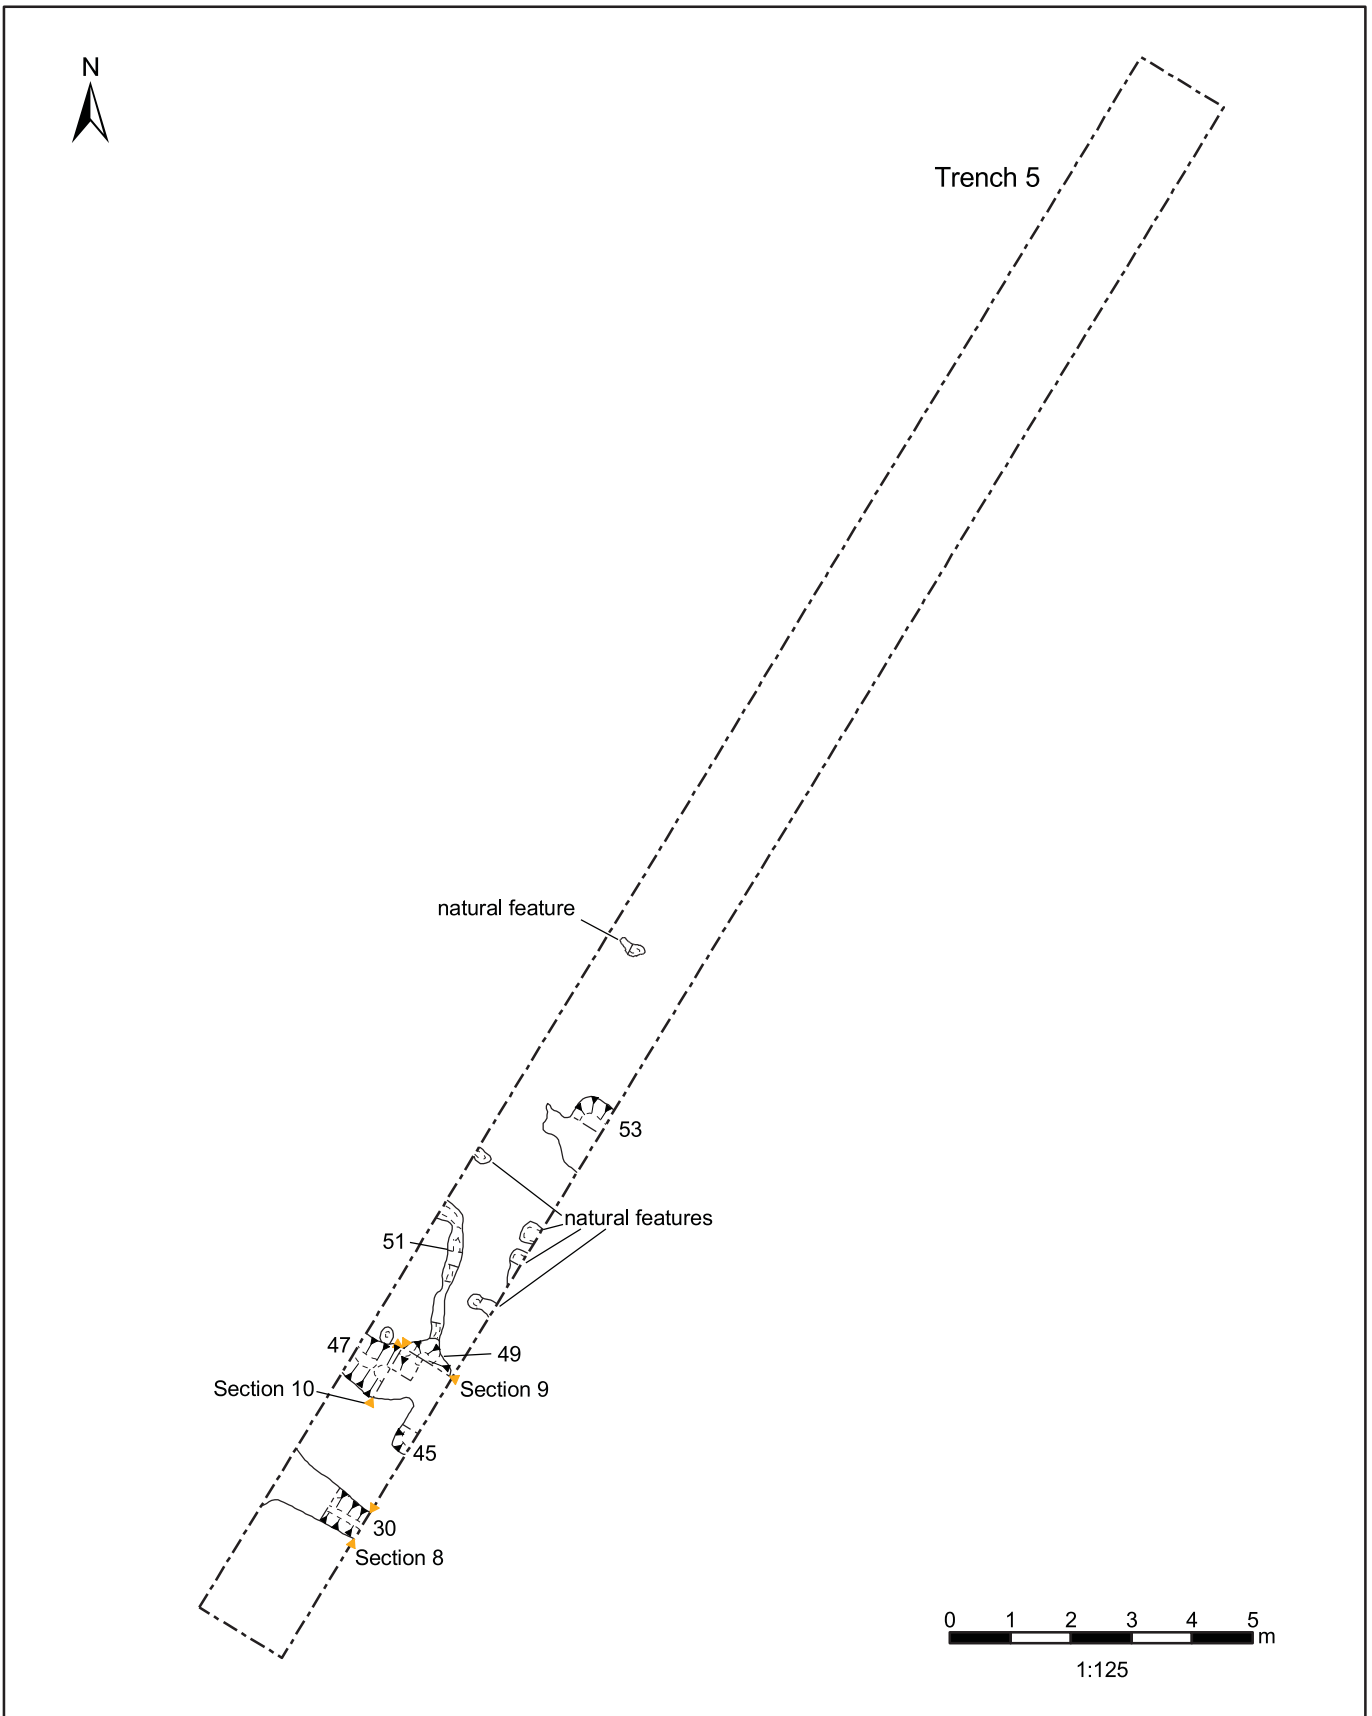 N
Trench 5
natural feature
53
natural features
51
47
49
Section 10
Section 9
45
30
Section 8
0 1 2 3 4 5
m
1:125